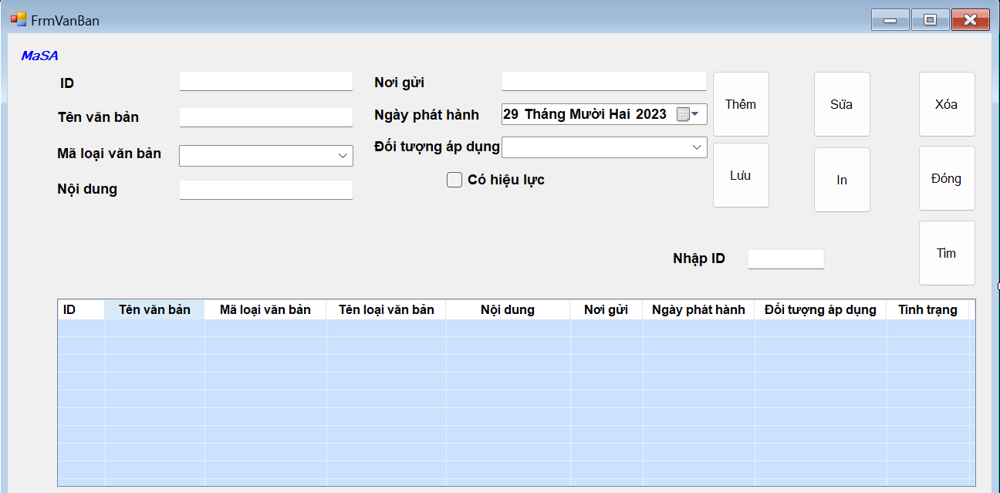 FrmVanBan
MaSA
ID
Nơi gửi
Thêm
Sửa
Xóa
Tên văn bản
Ngày phát hành
29 Tháng Mười Hai 2023
Mã loại văn bản
Đối tượng áp dụng
Nội dung
Có hiệu lực
Lưu
In
Đóng
Nhập ID
Tìm
ID Tên văn bản Mã loại văn bản Tên loại văn bản Nội dung Nơi gửi Ngày phát hành Đối tượng áp dụng Tình trạng